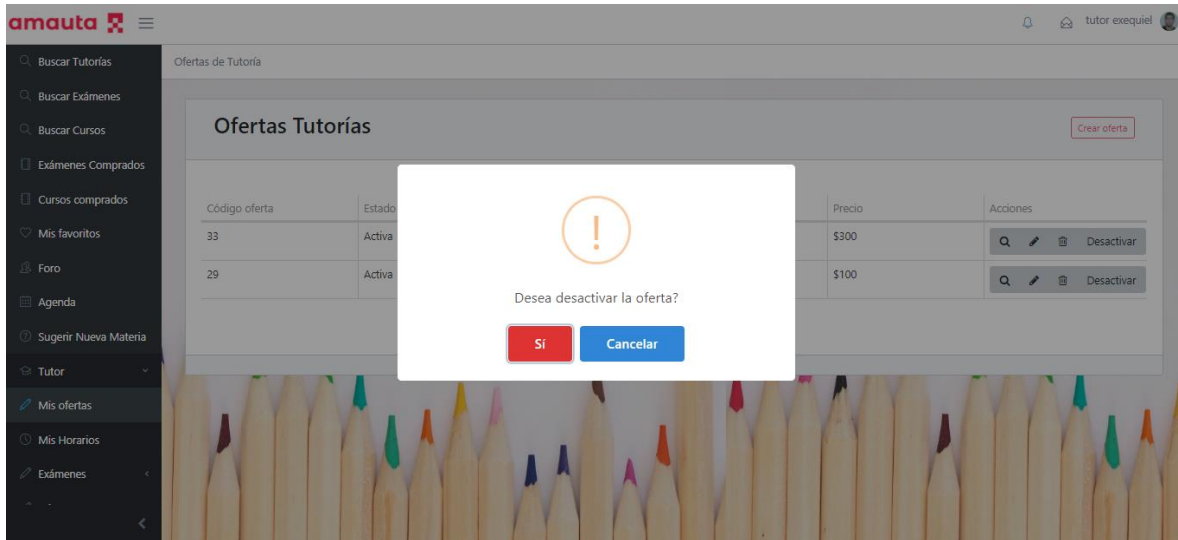 amauta
tutor exequiel
Buscar Tutorías
Ofertas de Tutoría
Buscar Exámenes
Buscar Cursos
Ofertas Tutorías
Crear oferta
Exámenes Comprados
Cursos comprados
Código oferta
Estado
Precio
Acciones
Mis favoritos
33
Activa
$300
Desactivar
Foro
29
Activa
$100
Desactivar
Agenda
!
Desea desactivar la oferta?
Sí
Cancelar
Sugerir Nueva Materia
Tutor
Mis ofertas
Mis Horarios
Exámenes